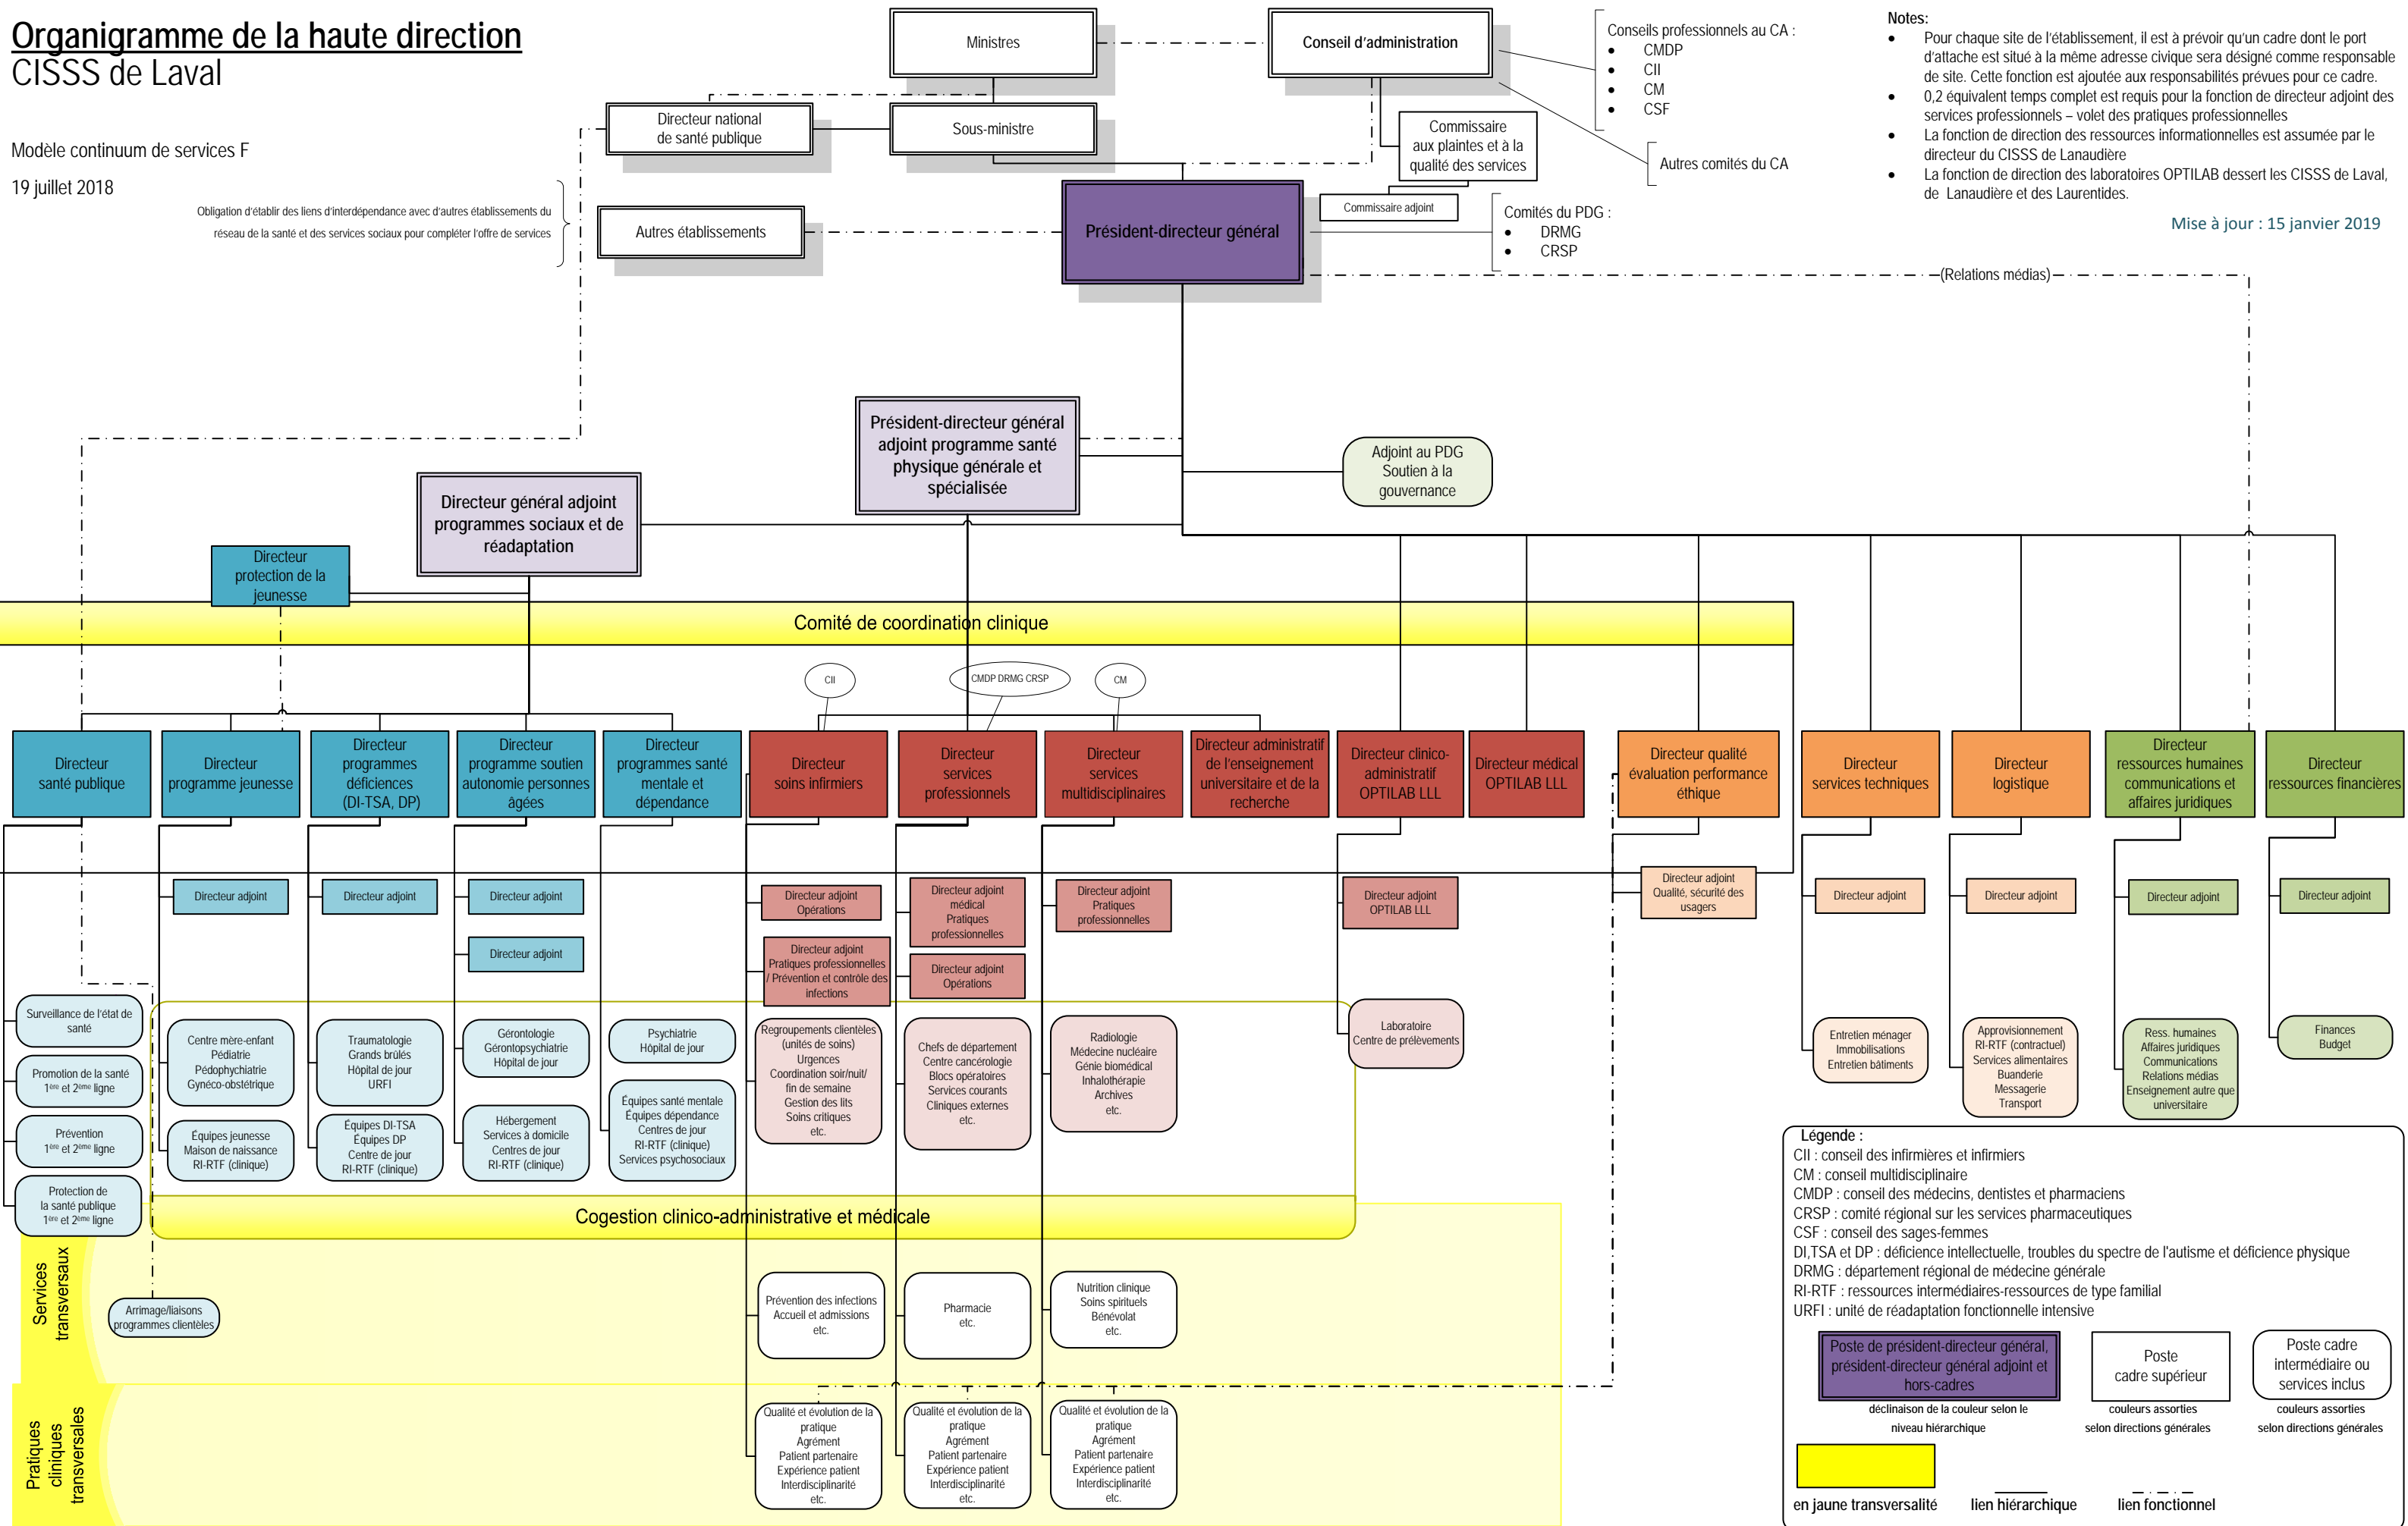 Organigramme de la haute direction
CISSS de Laval
Modèle continuum de services F
19 juillet 2018
Obligation d'établir des liens d'interdépendance avec d'autres établissements du
réseau de la santé et des services sociaux pour compléter l'offre de services
Ministres
Conseil d'administration
Directeur national
de santé publique
Sous-ministre
Commissaire
aux plaintes et à la
qualité des services
Commissaire adjoint
Autres établissements
Président-directeur général
Conseils professionnels au CA :
• CMDP
• CII
• CM
• CSF
Autres comités du CA
Comités du PDG :
• DRMG
• CRSP
Notes:
• Pour chaque site de l'établissement, il est à prévoir qu'un cadre dont le port
d'attache est situé à la même adresse civique sera désigné comme responsable
de site. Cette fonction est ajoutée aux responsabilités prévues pour ce cadre.
• 0,2 équivalent temps complet est requis pour la fonction de directeur adjoint des
services professionnels – volet des pratiques professionnelles
• La fonction de direction des ressources informationnelles est assumée par le
directeur du CISSS de Lanaudière
• La fonction de direction des laboratoires OPTILAB dessert les CISSS de Laval,
de Lanaudière et des Laurentides.
Mise à jour : 15 janvier 2019
(Relations médias)
Président-directeur général
adjoint programme santé
physique générale et
spécialisée
Adjoint au PDG
Soutien à la
gouvernance
Directeur général adjoint
programmes sociaux et de
réadaptation
Directeur
protection de la
jeunesse
Comité de coordination clinique
CII
CMDP DRMG CRSP
CM
Directeur
santé publique
Directeur
programme jeunesse
Directeur
programmes
déficiences
(DI-TSA, DP)
Directeur
programme soutien
autonomie personnes
âgées
Directeur
programmes santé
mentale et
dépendance
Directeur
soins infirmiers
Directeur
services
professionnels
Directeur
services
multidisciplinaires
Directeur administratif
de l'enseignement
universitaire et de la
recherche
Directeur clinico-
administratif
OPTILAB LLL
Directeur médical
OPTILAB LLL
Directeur qualité
évaluation performance
éthique
Directeur
services techniques
Directeur
logistique
Directeur
ressources humaines
communications et
affaires juridiques
Directeur
ressources financières
Directeur adjoint
Directeur adjoint
Directeur adjoint
Directeur adjoint
Directeur adjoint
Opérations
Directeur adjoint
Pratiques professionnelles
/ Prévention et contrôle des
infections
Directeur adjoint
médical
Pratiques
professionnelles
Directeur adjoint
Opérations
Directeur adjoint
Pratiques
professionnelles
Directeur adjoint
OPTILAB LLL
Directeur adjoint
Qualité, sécurité des
usagers
Directeur adjoint
Directeur adjoint
Directeur adjoint
Directeur adjoint
Surveillance de l'état de
santé
Promotion de la santé
1ère et 2ème ligne
Prévention
1ère et 2ème ligne
Protection de
la santé publique
1ère et 2ème ligne
Centre mère-enfant
Pédiatrie
Pédophychiatrie
Gynéco-obstétrique
Équipes jeunesse
Maison de naissance
RI-RTF (clinique)
Traumatologie
Grands brûlés
Hôpital de jour
URFI
Équipes DI-TSA
Équipes DP
Centre de jour
RI-RTF (clinique)
Gérontologie
Gérontopsychiatrie
Hôpital de jour
Hébergement
Services à domicile
Centres de jour
RI-RTF (clinique)
Psychiatrie
Hôpital de jour
Équipes santé mentale
Équipes dépendance
Centres de jour
RI-RTF (clinique)
Services psychosociaux
Regroupements clientèles
(unités de soins)
Urgences
Coordination soir/nuit/
fin de semaine
Gestion des lits
Soins critiques
etc.
Chefs de département
Centre cancérologie
Blocs opératoires
Services courants
Cliniques externes
etc.
Radiologie
Médecine nucléaire
Génie biomédical
Inhalothérapie
Archives
etc.
Laboratoire
Centre de prélèvements
Entretien ménager
Immobilisations
Entretien bâtiments
Approvisionnement
RI-RTF (contractuel)
Services alimentaires
Buanderie
Messagerie
Transport
Ress. humaines
Affaires juridiques
Communications
Relations médias
Enseignement autre que
universitaire
Finances
Budget
Cogestion clinico-administrative et médicale
Services
transversaux
Arrimage/liaisons
programmes clientèles
Prévention des infections
Accueil et admissions
etc.
Pharmacie
etc.
Nutrition clinique
Soins spirituels
Bénévolat
etc.
Pratiques
cliniques
transversales
Qualité et évolution de la
pratique
Agrément
Patient partenaire
Expérience patient
Interdisciplinarité
etc.
Qualité et évolution de la
pratique
Agrément
Patient partenaire
Expérience patient
Interdisciplinarité
etc.
Qualité et évolution de la
pratique
Agrément
Patient partenaire
Expérience patient
Interdisciplinarité
etc.
Légende :
CII : conseil des infirmières et infirmiers
CM : conseil multidisciplinaire
CMDP : conseil des médecins, dentistes et pharmaciens
CRSP : comité régional sur les services pharmaceutiques
CSF : conseil des sages-femmes
DI,TSA et DP : déficience intellectuelle, troubles du spectre de l'autisme et déficience physique
DRMG : département régional de médecine générale
RI-RTF : ressources intermédiaires-ressources de type familial
URFI : unité de réadaptation fonctionnelle intensive
Poste de président-directeur général,
président-directeur général adjoint et
hors-cadres
déclinaison de la couleur selon le
niveau hiérarchique
Poste
cadre supérieur
couleurs assorties
selon directions générales
Poste cadre
intermédiaire ou
services inclus
couleurs assorties
selon directions générales
en jaune transversalité
lien hiérarchique
lien fonctionnel